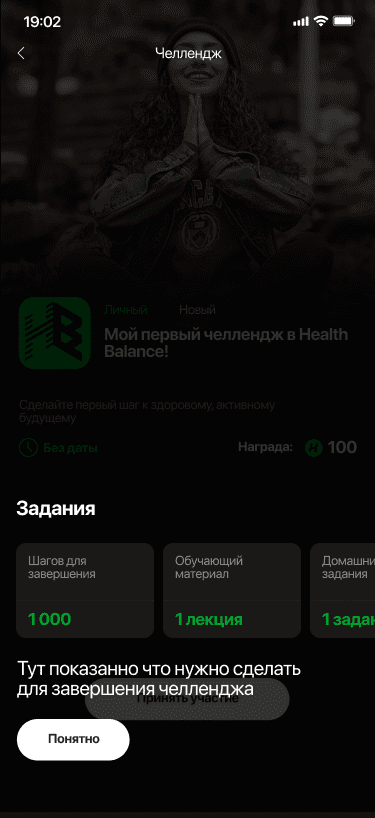 19:02
Челлендж
Личный
Новый
Мой первый челлендж в Health
Balance!
Сделайте первый шаг к здоровому, активному
будущему
Без даты
Награда:
100
Задания
Шагов для
завершения
1 000
Обучающий
материал
1 лекция
Домашни
задания
1 задан
Тут показанно что нужно сделать
для завершения челленджа
Принять участие
Понятно